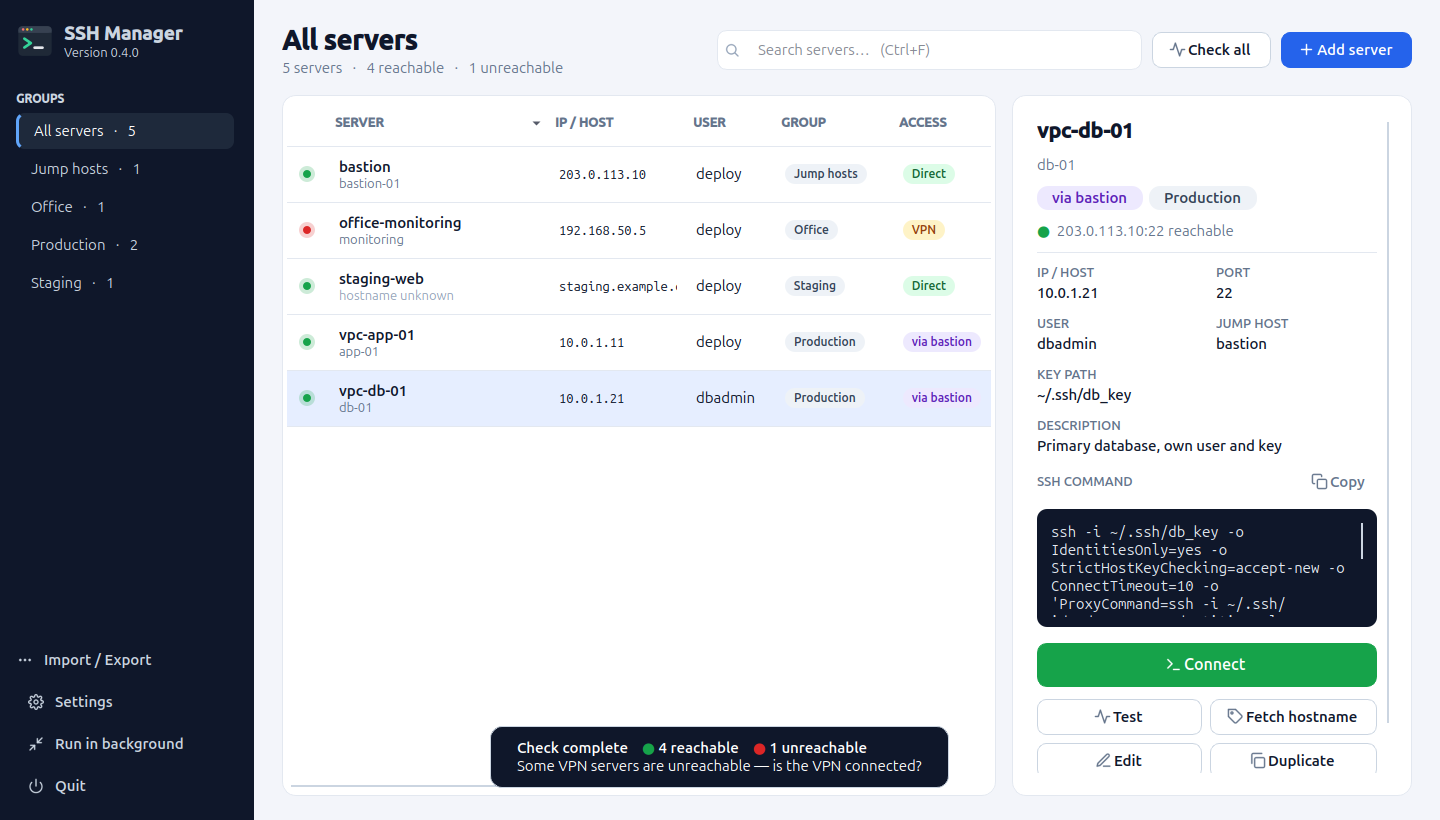 SSH Manager
Version 0.4.0
GROUPS
All servers · 5
Jump hosts · 1
Office · 1
Production · 2
Staging · 1
Import / Export
Settings
Run in background
Quit
All servers
5 servers · 4 reachable · 1 unreachable
Search servers… (Ctrl+F)
Check all
+ Add server
SERVER IP / HOST USER GROUP ACCESS
bastion
bastion-01
203.0.113.10 deploy Jump hosts Direct
office-monitoring
monitoring
192.168.50.5 deploy Office VPN
staging-web
hostname unknown
staging.example. deploy Staging Direct
vpc-app-01
app-01
10.0.1.11 deploy Production via bastion
vpc-db-01
db-01
10.0.1.21 dbadmin Production via bastion
Check complete 4 reachable 1 unreachable
Some VPN servers are unreachable — is the VPN connected?
vpc-db-01
db-01
via bastion Production
203.0.113.10:22 reachable
IP / HOST PORT
10.0.1.21 22
USER JUMP HOST
dbadmin bastion
KEY PATH
~/.ssh/db_key
DESCRIPTION
Primary database, own user and key
SSH COMMAND Copy
ssh -i ~/.ssh/db_key -o
IdentitiesOnly=yes -o
StrictHostKeyChecking=accept-new -o
ConnectTimeout=10 -o
'ProxyCommand=ssh -i ~/.ssh/
Connect
Test Fetch hostname
Edit Duplicate